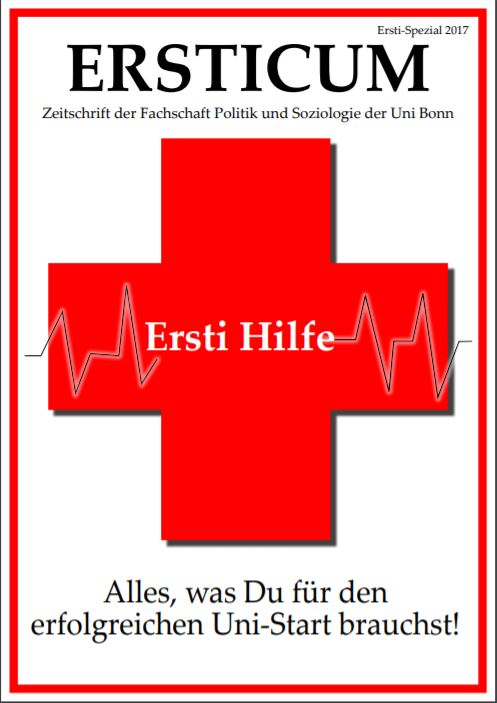 Ersti-Spezial 2017
ERSTICUM
Zeitschrift der Fachschaft Politik und Soziologie der Uni Bonn
Ersti Hilfe
Alles, was Du für den
erfolgreichen Uni-Start brauchst!